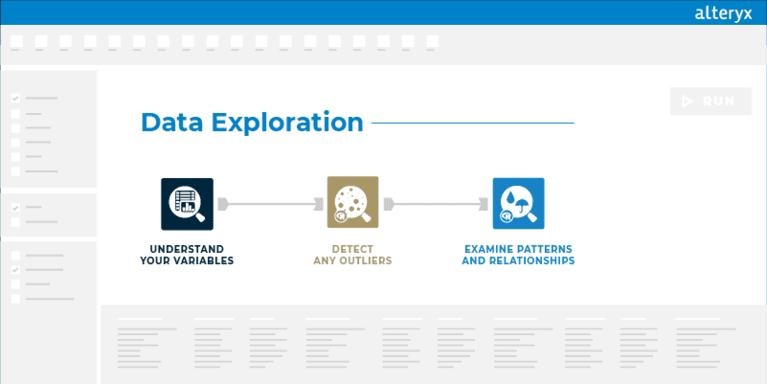 alteryx
RUN
Data Exploration
UNDERSTAND
YOUR VARIABLES
DETECT
ANY OUTLIERS
EXAMINE PATTERNS
AND RELATIONSHIPS